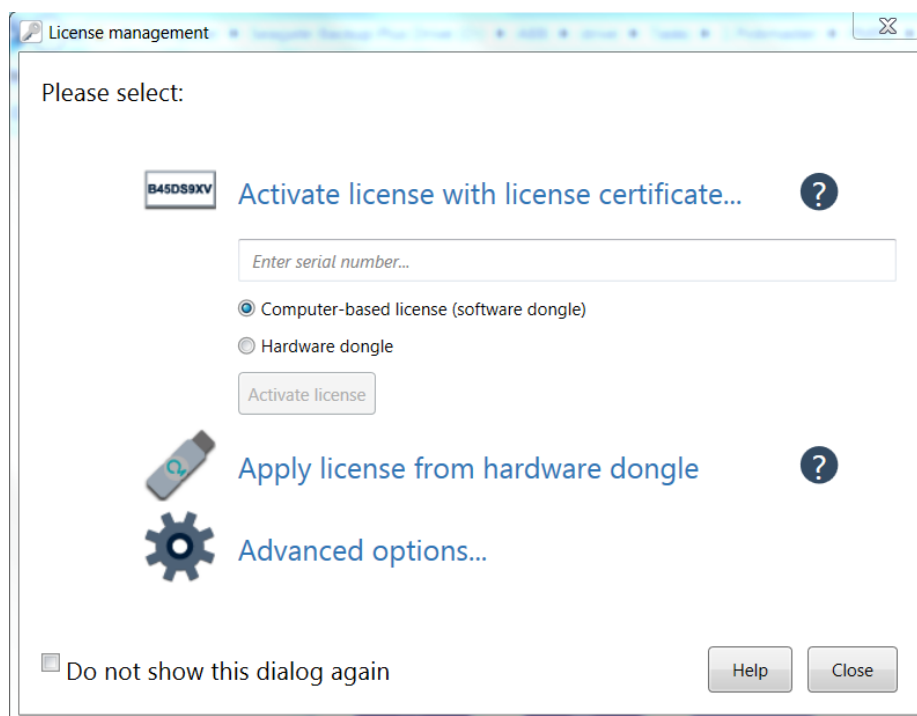 License management
Please select:
B45DS9XV
Activate license with license certificate...
?
Enter serial number...
Computer-based license (software dongle)
Hardware dongle
Activate license
Apply license from hardware dongle
?
Advanced options...
Do not show this dialog again
Help
Close